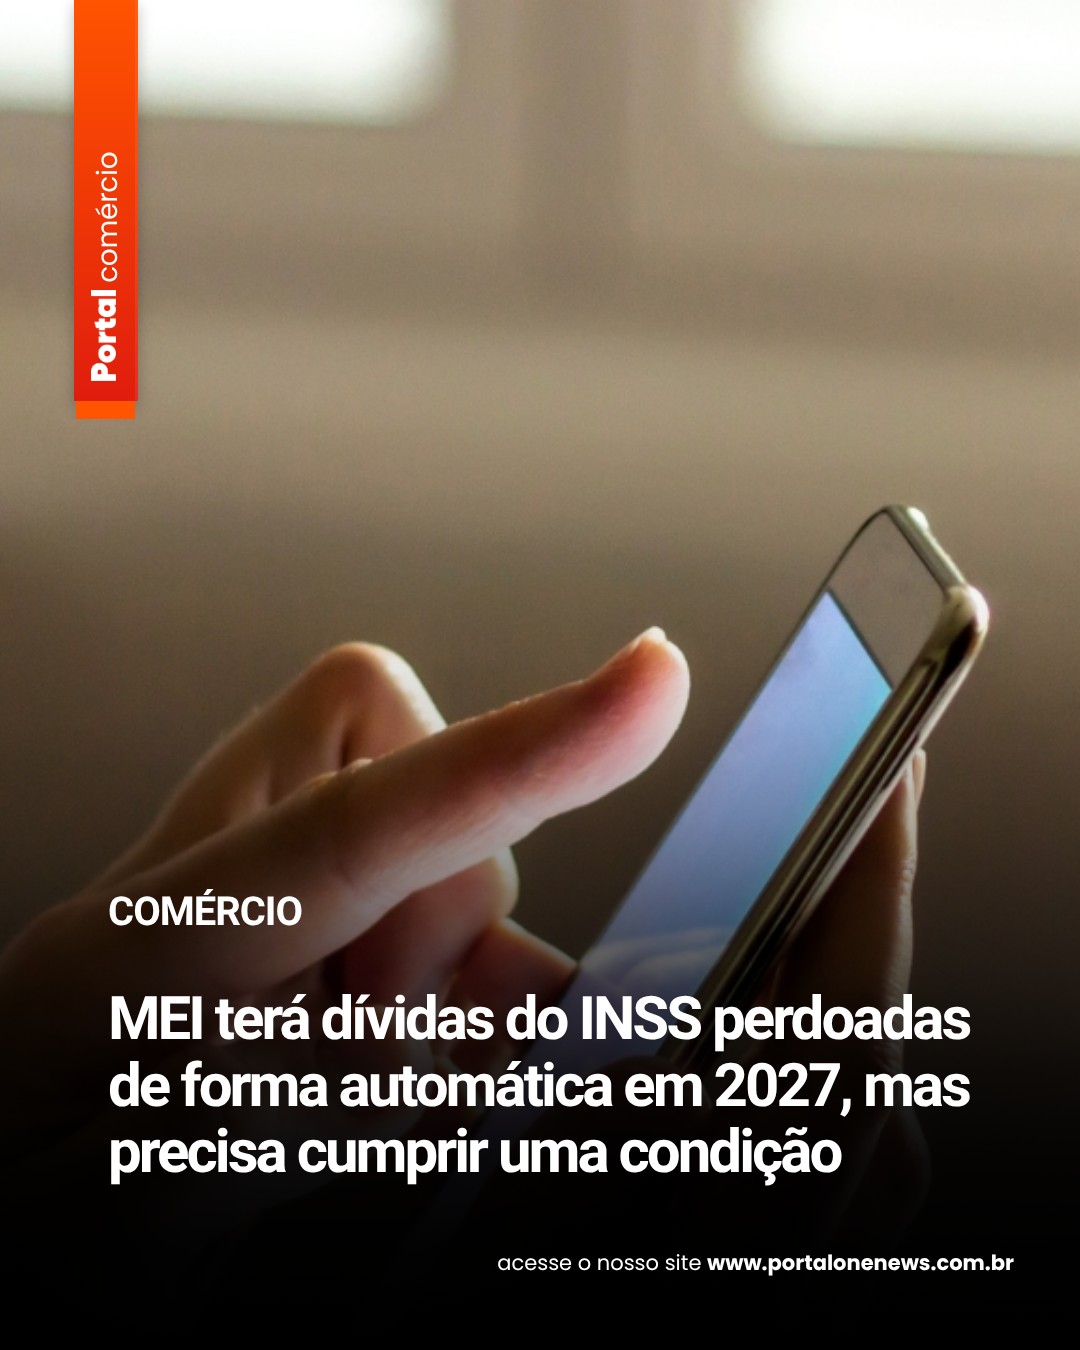 Portal comércio
COMÉRCIO
MEI terá dívidas do INSS perdoadas
de forma automática em 2027, mas
precisa cumprir uma condição
acesse o nosso site www.portalonenews.com.br